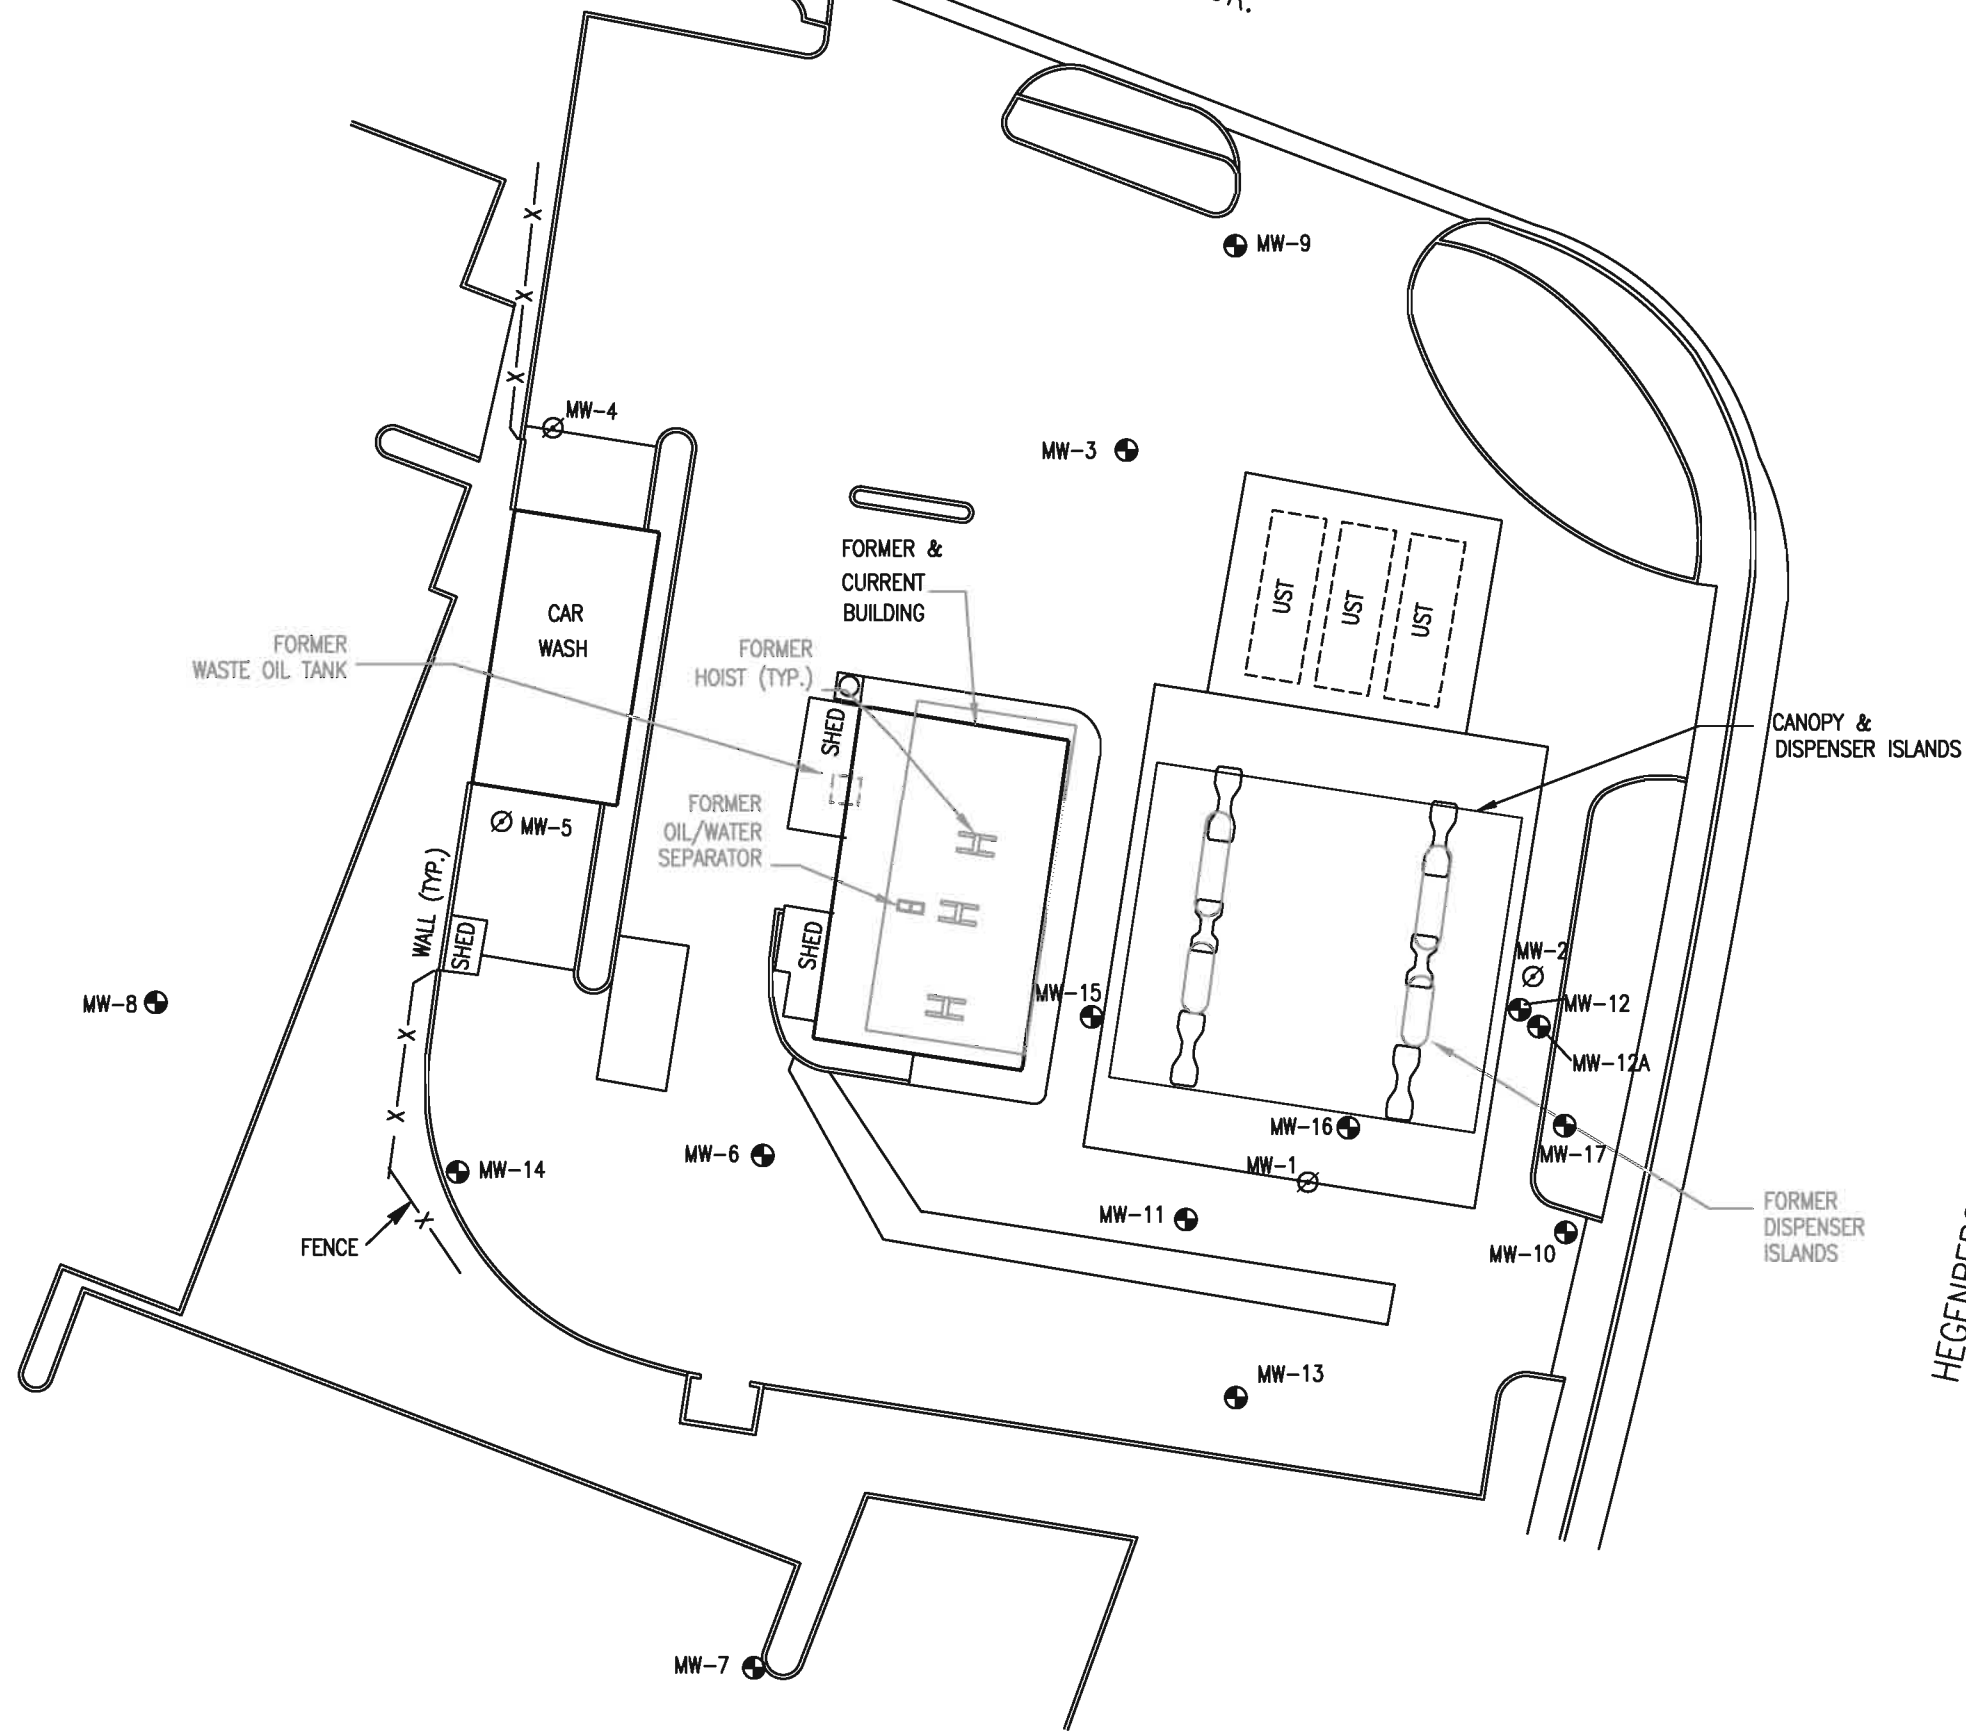 MW-9
MW-4
MW-3
FORMER &
CURRENT
BUILDING
UST
UST
UST
CAR
WASH
FORMER
WASTE OIL TANK
FORMER
HOIST (TYP.)
SHED
CANOPY &
DISPENSER ISLANDS
FORMER
OIL/WATER
SEPARATOR
MW-5
WALL (TYP.)
SHED
SHED
MW-2
MW-8
MW-15
MW-12
MW-12A
MW-16
MW-17
MW-6
MW-1
MW-14
MW-11
FORMER
DISPENSER
ISLANDS
FENCE
MW-10
MW-13
MW-7